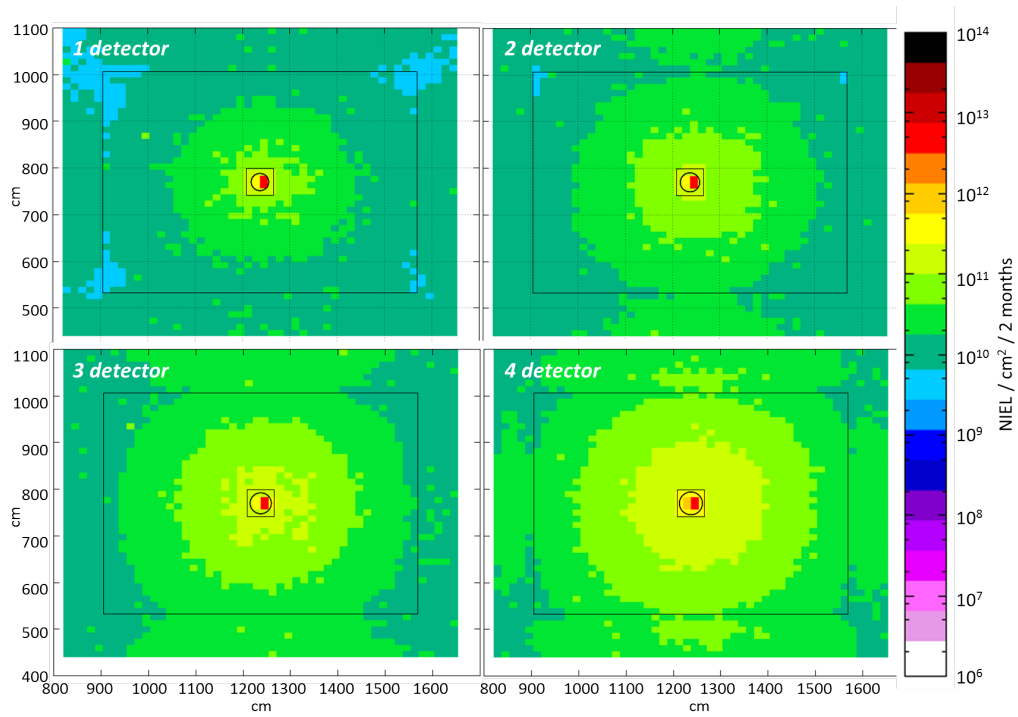 1 detector
2 detector
3 detector
4 detector
1100
1000
900
800
700
600
500
cm
1100
1000
900
800
700
600
500
400
cm
800 900 1000 1100 1200 1300 1400 1500 1600
cm
800 900 1000 1100 1200 1300 1400 1500 1600
cm
10¹⁴
10¹³
10¹²
10¹¹
10¹⁰
10⁹
10⁸
10⁷
10⁶
NIEL / cm² / 2 months